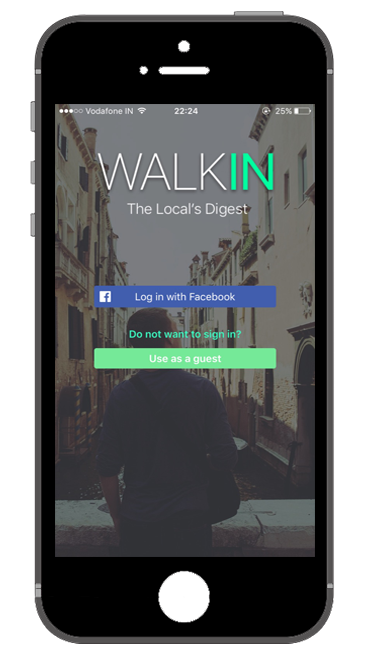 Vodafone IN 22:24 25%
WALKIN
The Local's Digest
Log in with Facebook
Do not want to sign in?
Use as a guest